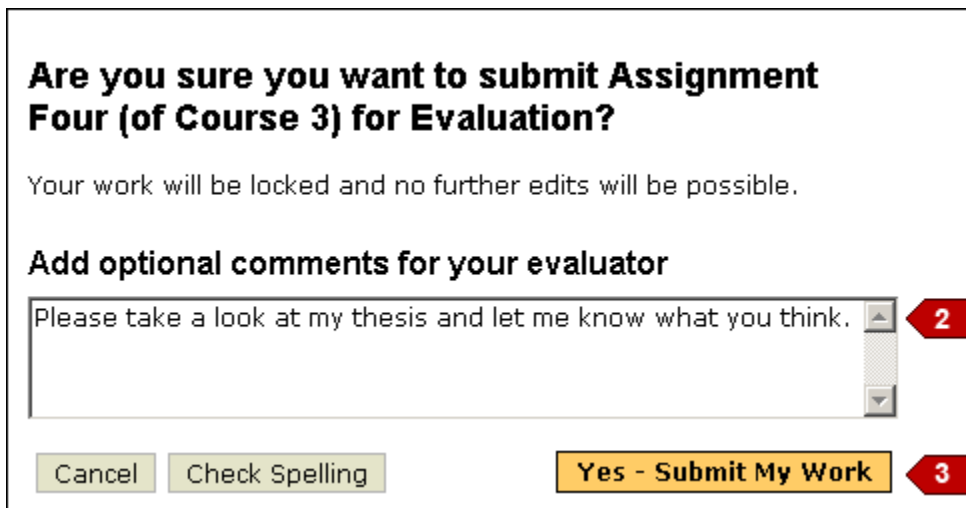 Are you sure you want to submit Assignment
Four (of Course 3) for Evaluation?
Your work will be locked and no further edits will be possible.
Add optional comments for your evaluator
Please take a look at my thesis and let me know what you think.
2
Cancel Check Spelling Yes - Submit My Work
3